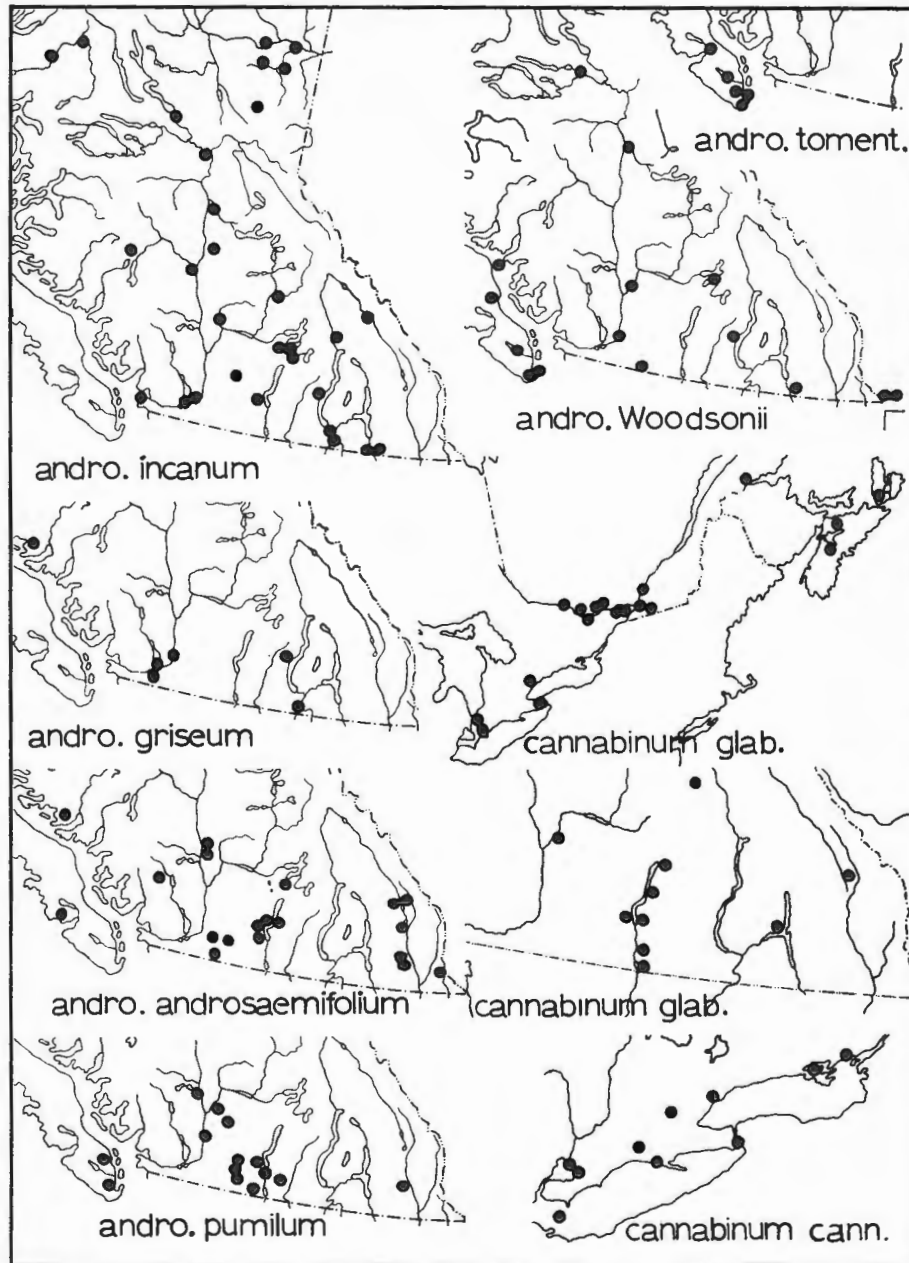 andro. toment.
andro. Woodsonii
andro. incanum
andro. griseum
cannabinum glab.
andro. androsaemifolium
cannabinum glab.
andro. pumilum
cannabinum cann.